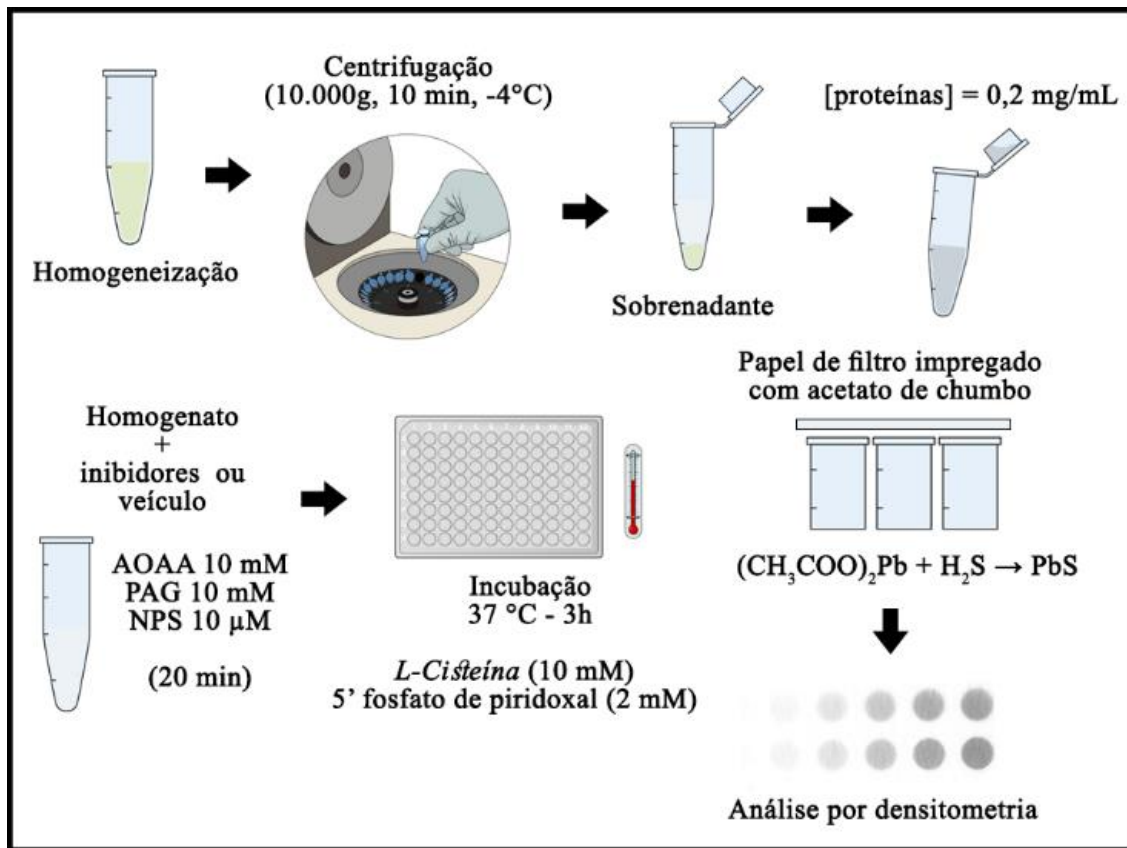 Centrifugação
(10.000g, 10 min, -4°C)
[proteínas] = 0,2 mg/mL
Homogeneização
Sobrenadante
Homogenato
+
inibidores ou
veículo
AOAA 10 mM
PAG 10 mM
NPS 10 µM
(20 min)
Incubação
37 °C - 3h
L-Cisteína (10 mM)
5' fosfato de piridoxal (2 mM)
Papel de filtro impregado
com acetato de chumbo
(CH₃COO)₂Pb + H₂S → PbS
Análise por densitometria